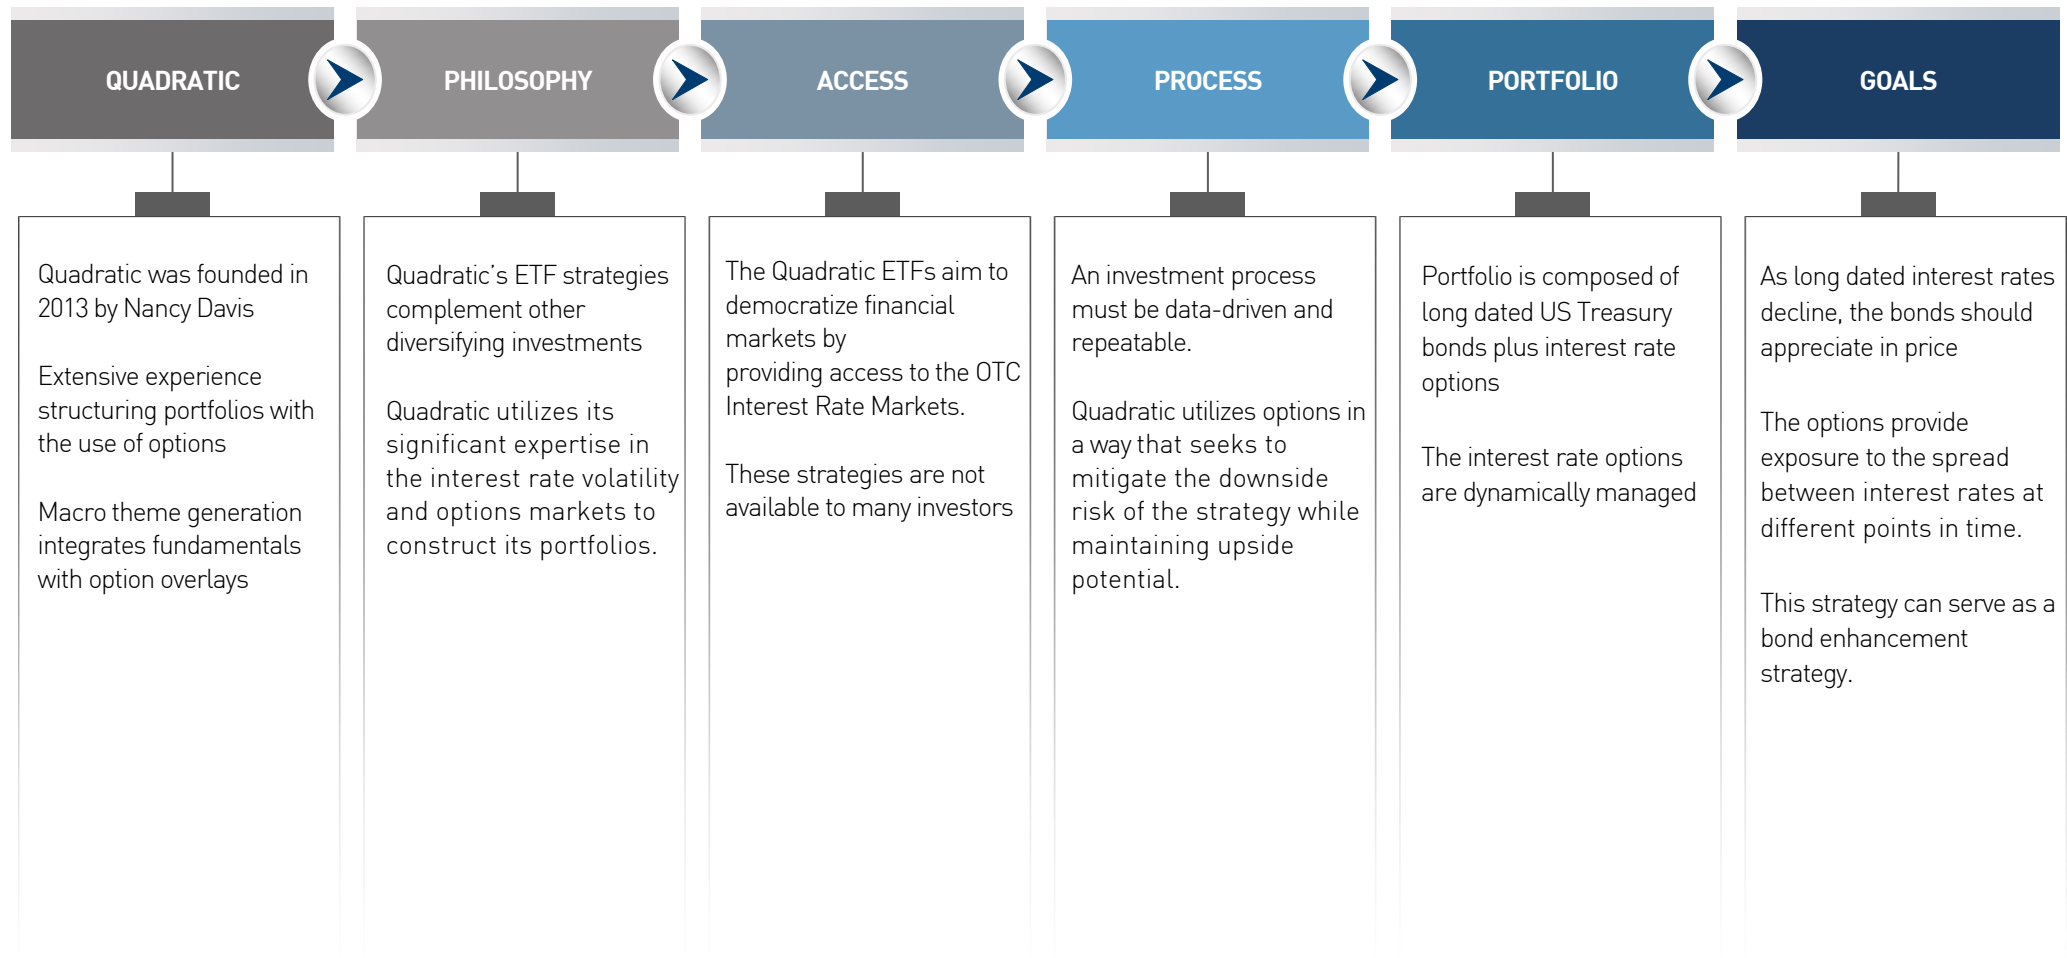 QUADRATIC
PHILOSOPHY
ACCESS
PROCESS
PORTFOLIO
GOALS
Quadratic was founded in
2013 by Nancy Davis
Extensive experience
structuring portfolios with
the use of options
Macro theme generation
integrates fundamentals
with option overlays
Quadratic’s ETF strategies
complement other
diversifying investments
Quadratic utilizes its
significant expertise in
the interest rate volatility
and options markets to
construct its portfolios.
The Quadratic ETFs aim to
democratize financial
markets by
providing access to the OTC
Interest Rate Markets.
These strategies are not
available to many investors
An investment process
must be data-driven and
repeatable.
Quadratic utilizes options in
a way that seeks to
mitigate the downside
risk of the strategy while
maintaining upside
potential.
Portfolio is composed of
long dated US Treasury
bonds plus interest rate
options
The interest rate options
are dynamically managed
As long dated interest rates
decline, the bonds should
appreciate in price
The options provide
exposure to the spread
between interest rates at
different points in time.
This strategy can serve as a
bond enhancement
strategy.